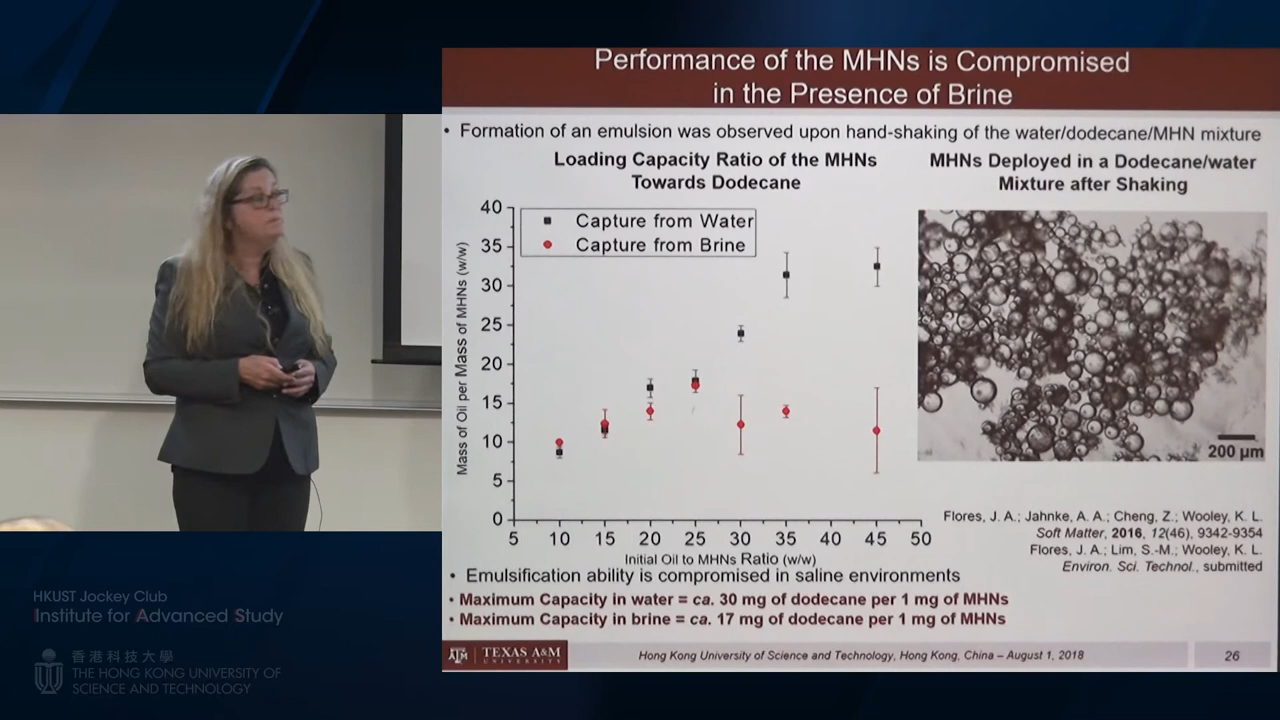 Performance of the MHNs is Compromised
in the Presence of Brine
• Formation of an emulsion was observed upon hand-shaking of the water/dodecane/MHN mixture
Loading Capacity Ratio of the MHNs
Towards Dodecane
MHNs Deployed in a Dodecane/water
Mixture after Shaking
Mass of Oil per Mass of MHNs (w/w)
40
35
30
25
20
15
10
5
0
Capture from Water
Capture from Brine
5 10 15 20 25 30 35 40 45 50
Initial Oil to MHNs Ratio (w/w)
200 µm
Flores, J. A.; Jahnke, A. A.; Cheng, Z.; Wooley, K. L.
Soft Matter, 2016, 12(46), 9342-9354
Flores, J. A.; Lim, S.-M.; Wooley, K. L.
Environ. Sci. Technol., submitted
• Emulsification ability is compromised in saline environments
• Maximum Capacity in water = ca. 30 mg of dodecane per 1 mg of MHNs
• Maximum Capacity in brine = ca. 17 mg of dodecane per 1 mg of MHNs
ATM TEXAS A&M
UNIVERSITY
Hong Kong University of Science and Technology, Hong Kong, China – August 1, 2018
26
HKUST Jockey Club
Institute for Advanced Study
香港科技大學
THE HONG KONG UNIVERSITY OF
SCIENCE AND TECHNOLOGY